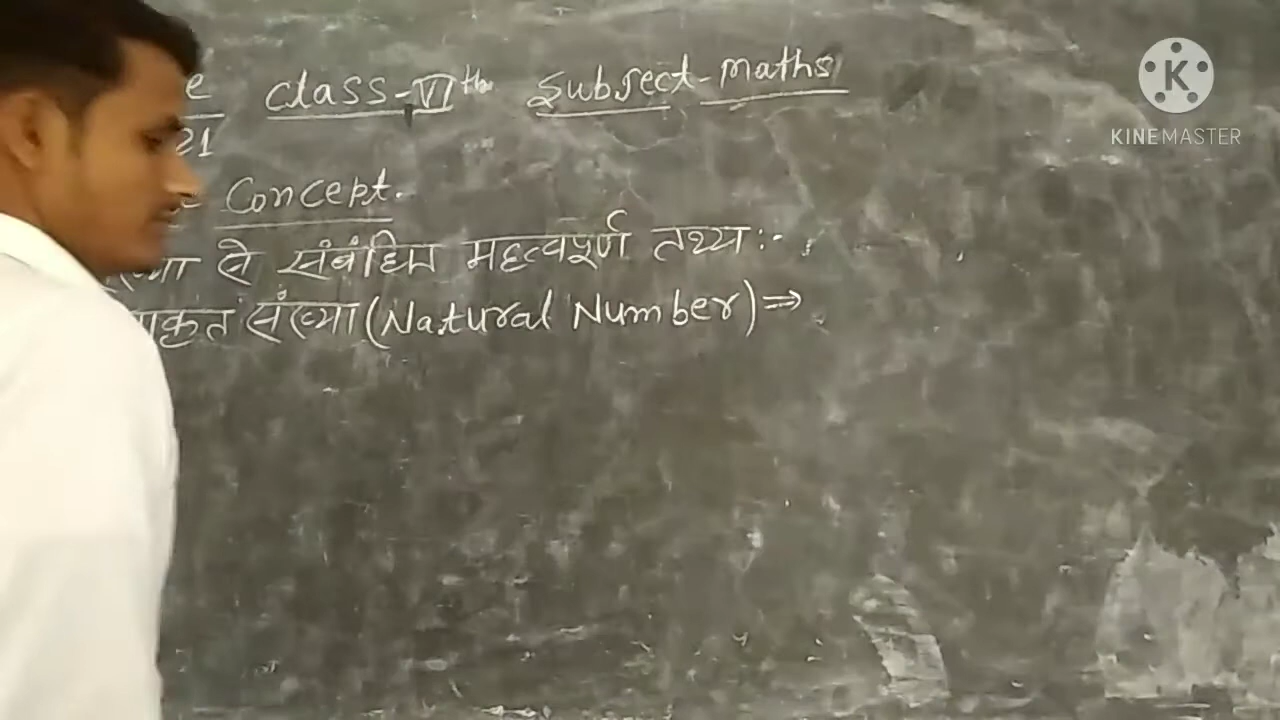 class-VIth Subject-Maths
21
Concept.
से संबंधित महत्वपूर्ण तथ्य:-
संख्या (Natural Number) ⇒
KINEMASTER